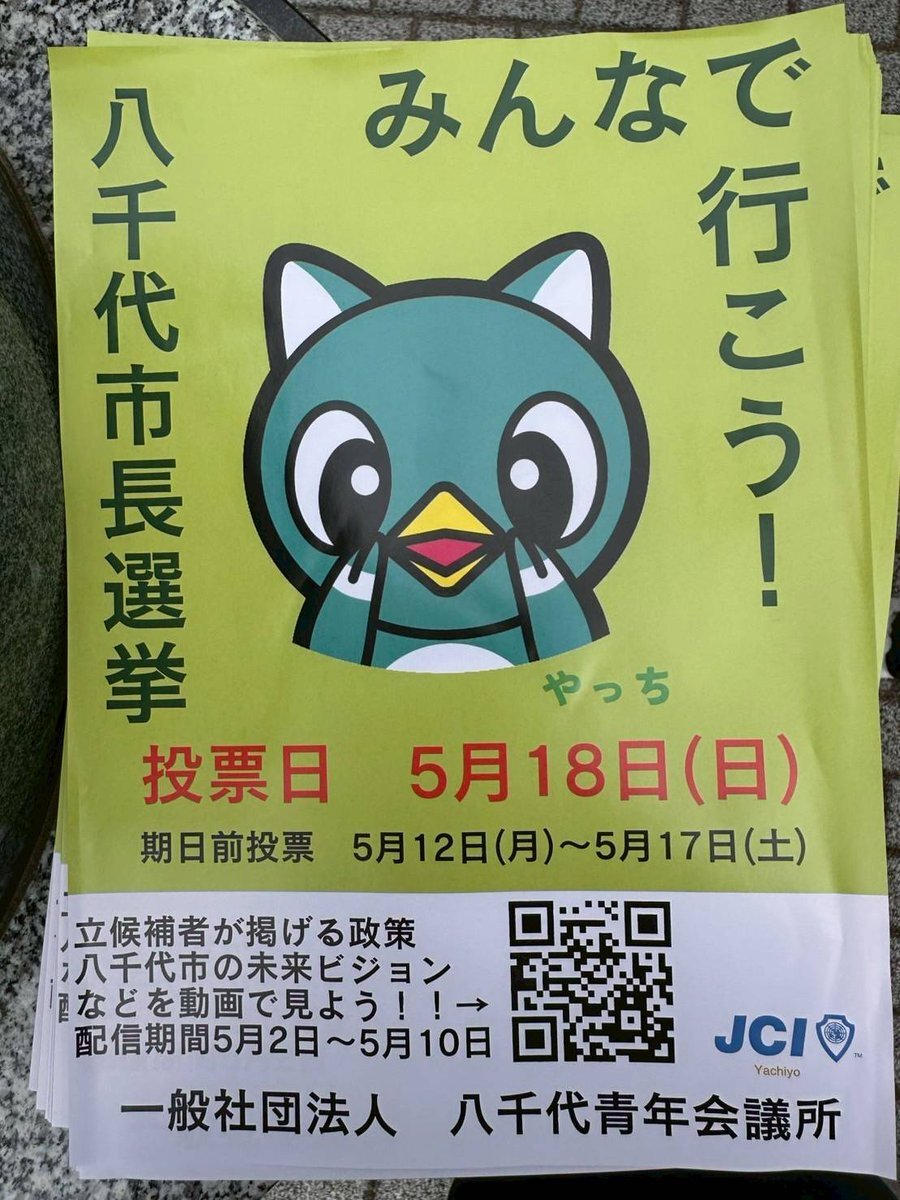 八千代市長選挙
みんなで
行こう！
やっち
投票日　5月18日(日)
期日前投票　5月12日(月)～5月17日(土)
立候補者が掲げる政策
八千代市の未来ビジョン
などを動画で見よう！！→
配信期間5月2日～5月10日
JCI
TM
Yachiyo
一般社団法人　八千代青年会議所